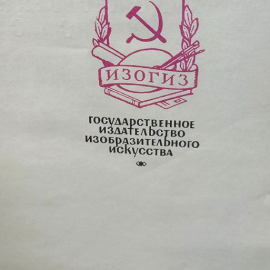 ИЗОГИЗ
ГОСУДАРСТВЕННОЕ
ИЗДАТЕЛЬСТВО
ИЗОБРАЗИТЕЛЬНОГО
ИСКУССТВА